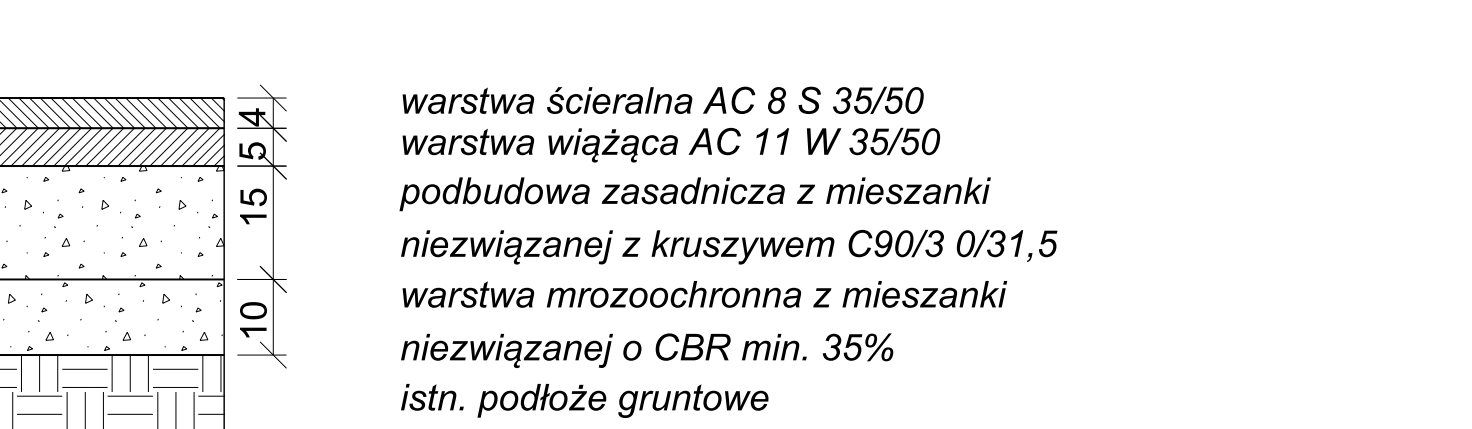 4 warstwa ścieralna AC 8 S 35/50
5 warstwa wiążąca AC 11 W 35/50
15 podbudowa zasadnicza z mieszanki
niezwiązanej z kruszywem C90/3 0/31,5
10 warstwa mrozoochronna z mieszanki
niezwiązanej o CBR min. 35%
istn. podłoże gruntowe